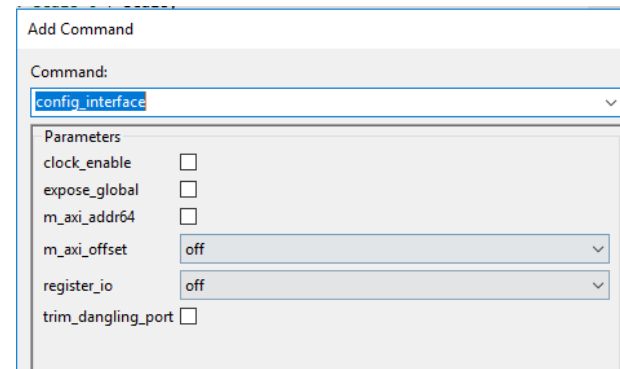 Add Command
Command:
config_interface
Parameters
clock_enable
expose_global
m_axi_addr64
m_axi_offset off
register_io off
trim_dangling_port